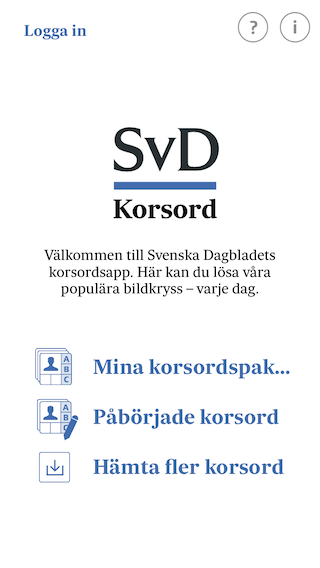 Logga in
?
i
SvD
Korsord
Välkommen till Svenska Dagbladets
korsordsapp. Här kan du lösa våra
populära bildkryss – varje dag.
A
B
C
Mina korsordspak...
A
B
C
Påbörjade korsord
Hämta fler korsord